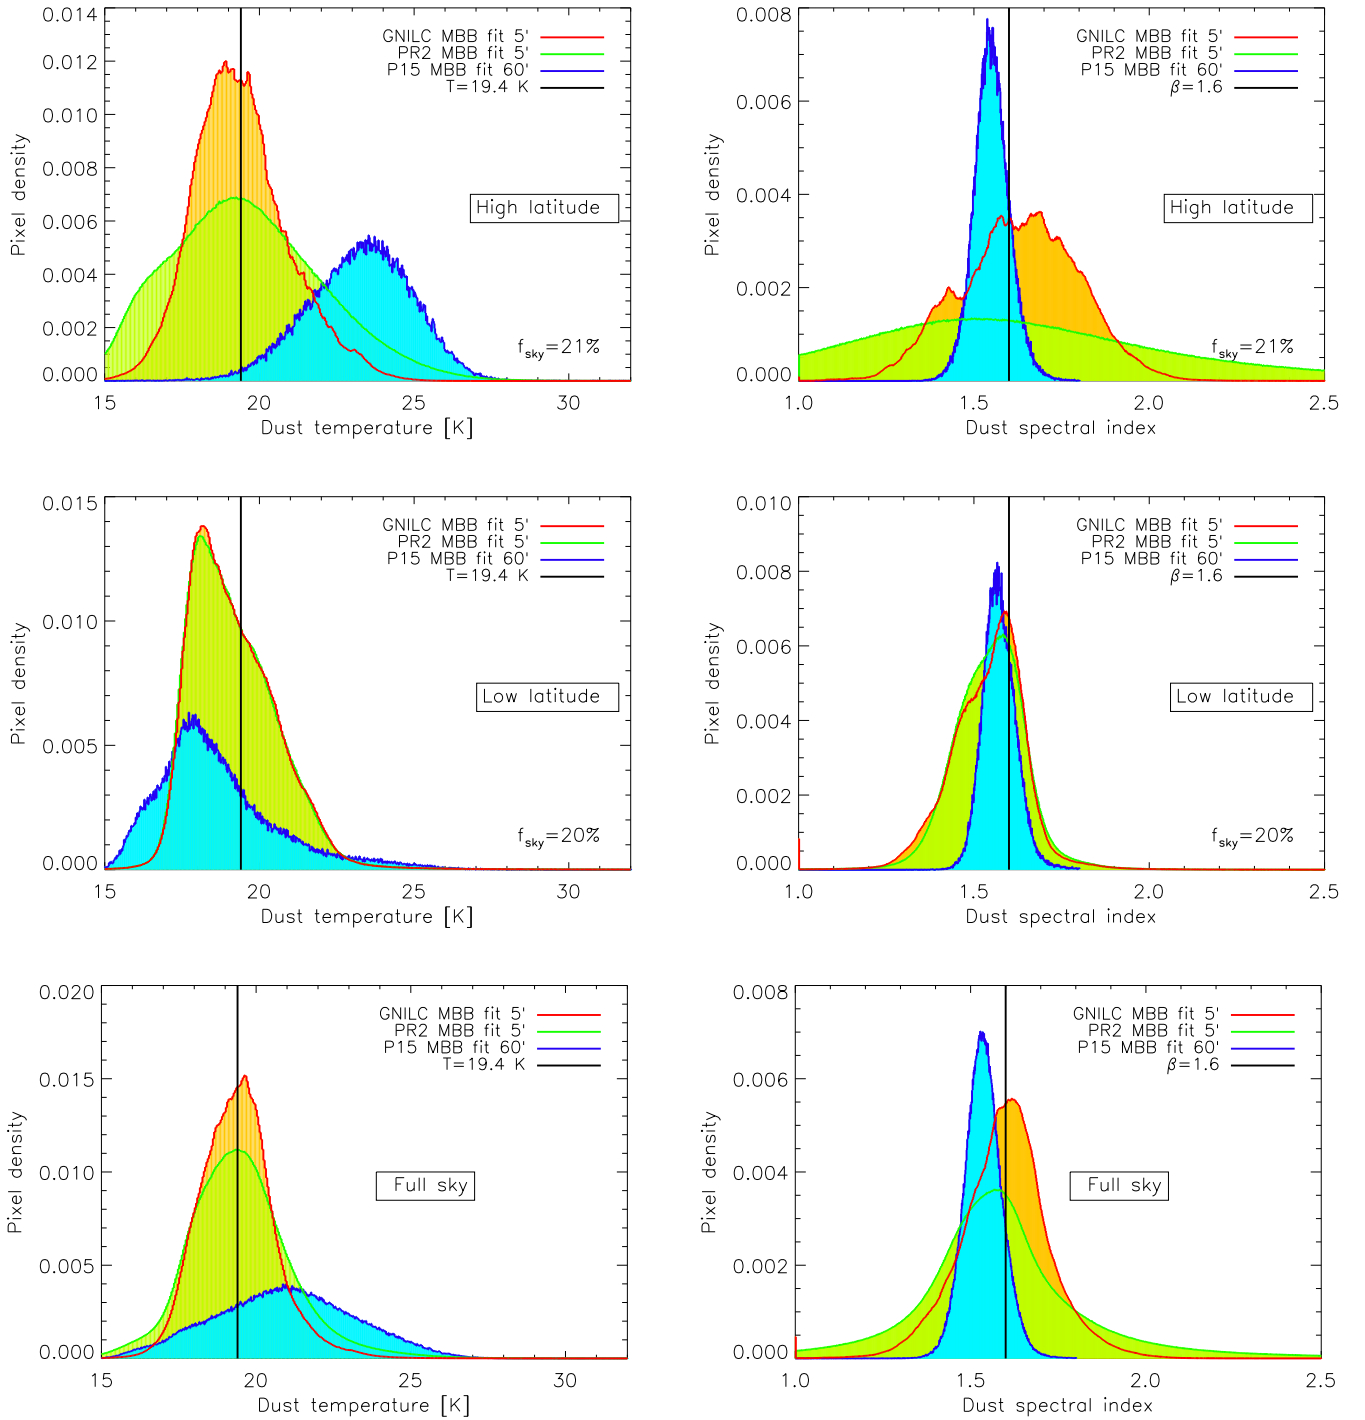 0.014
0.012
0.010
0.008
0.006
0.004
0.002
0.000
Pixel density
GNILC MBB fit 5'
PR2 MBB fit 5'
P15 MBB fit 60'
T=19.4 K
High latitude
fsky=21%
15 20 25 30
Dust temperature [K]
0.008
0.006
0.004
0.002
0.000
Pixel density
GNILC MBB fit 5'
PR2 MBB fit 5'
P15 MBB fit 60'
β=1.6
High latitude
fsky=21%
1.0 1.5 2.0 2.5
Dust spectral index
0.015
0.010
0.005
0.000
Pixel density
GNILC MBB fit 5'
PR2 MBB fit 5'
P15 MBB fit 60'
T=19.4 K
Low latitude
fsky=20%
15 20 25 30
Dust temperature [K]
0.010
0.008
0.006
0.004
0.002
0.000
Pixel density
GNILC MBB fit 5'
PR2 MBB fit 5'
P15 MBB fit 60'
β=1.6
Low latitude
fsky=20%
1.0 1.5 2.0 2.5
Dust spectral index
0.020
0.015
0.010
0.005
0.000
Pixel density
GNILC MBB fit 5'
PR2 MBB fit 5'
P15 MBB fit 60'
T=19.4 K
Full sky
15 20 25 30
Dust temperature [K]
0.008
0.006
0.004
0.002
0.000
Pixel density
GNILC MBB fit 5'
PR2 MBB fit 5'
P15 MBB fit 60'
β=1.6
Full sky
1.0 1.5 2.0 2.5
Dust spectral index